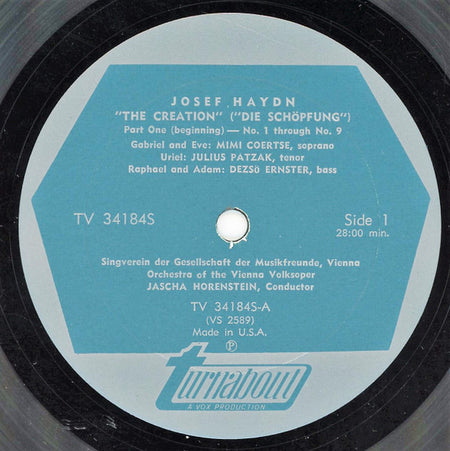 JOSEF HAYDN
"THE CREATION" ("DIE SCHÖPFUNG")
Part One (beginning) — No. 1 through No. 9
Gabriel and Eve: MIMI COERTSE, soprano
Uriel: JULIUS PATZAK, tenor
Raphael and Adam: DEZSÖ ERNSTER, bass
TV 34184S
Side 1
28:00 min.
Singverein der Gesellschaft der Musikfreunde, Vienna
Orchestra of the Vienna Volksoper
JASCHA HORENSTEIN, Conductor
TV 34184S-A
(VS 2589)
Made in U.S.A.
℗
turnabout
A VOX PRODUCTION